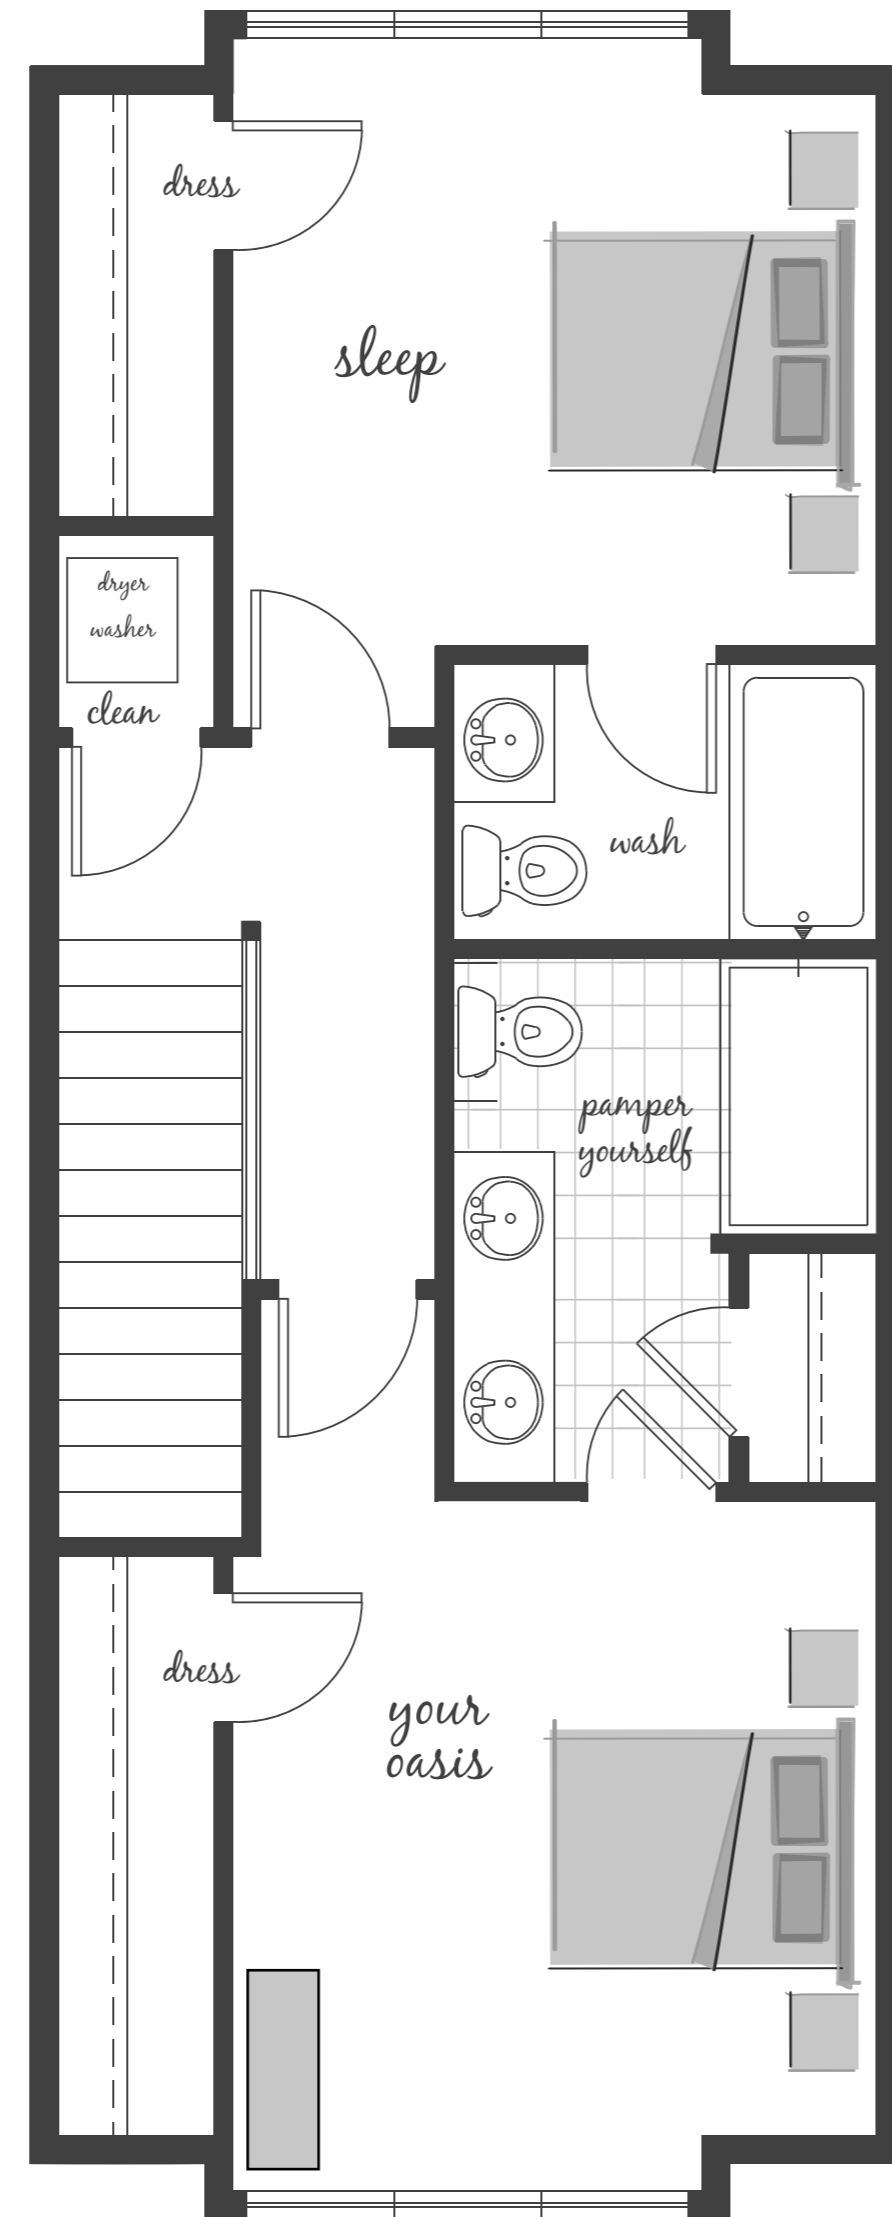 dress
sleep
dryer
washer
clean
wash
pamper
yourself
dress
your
oasis